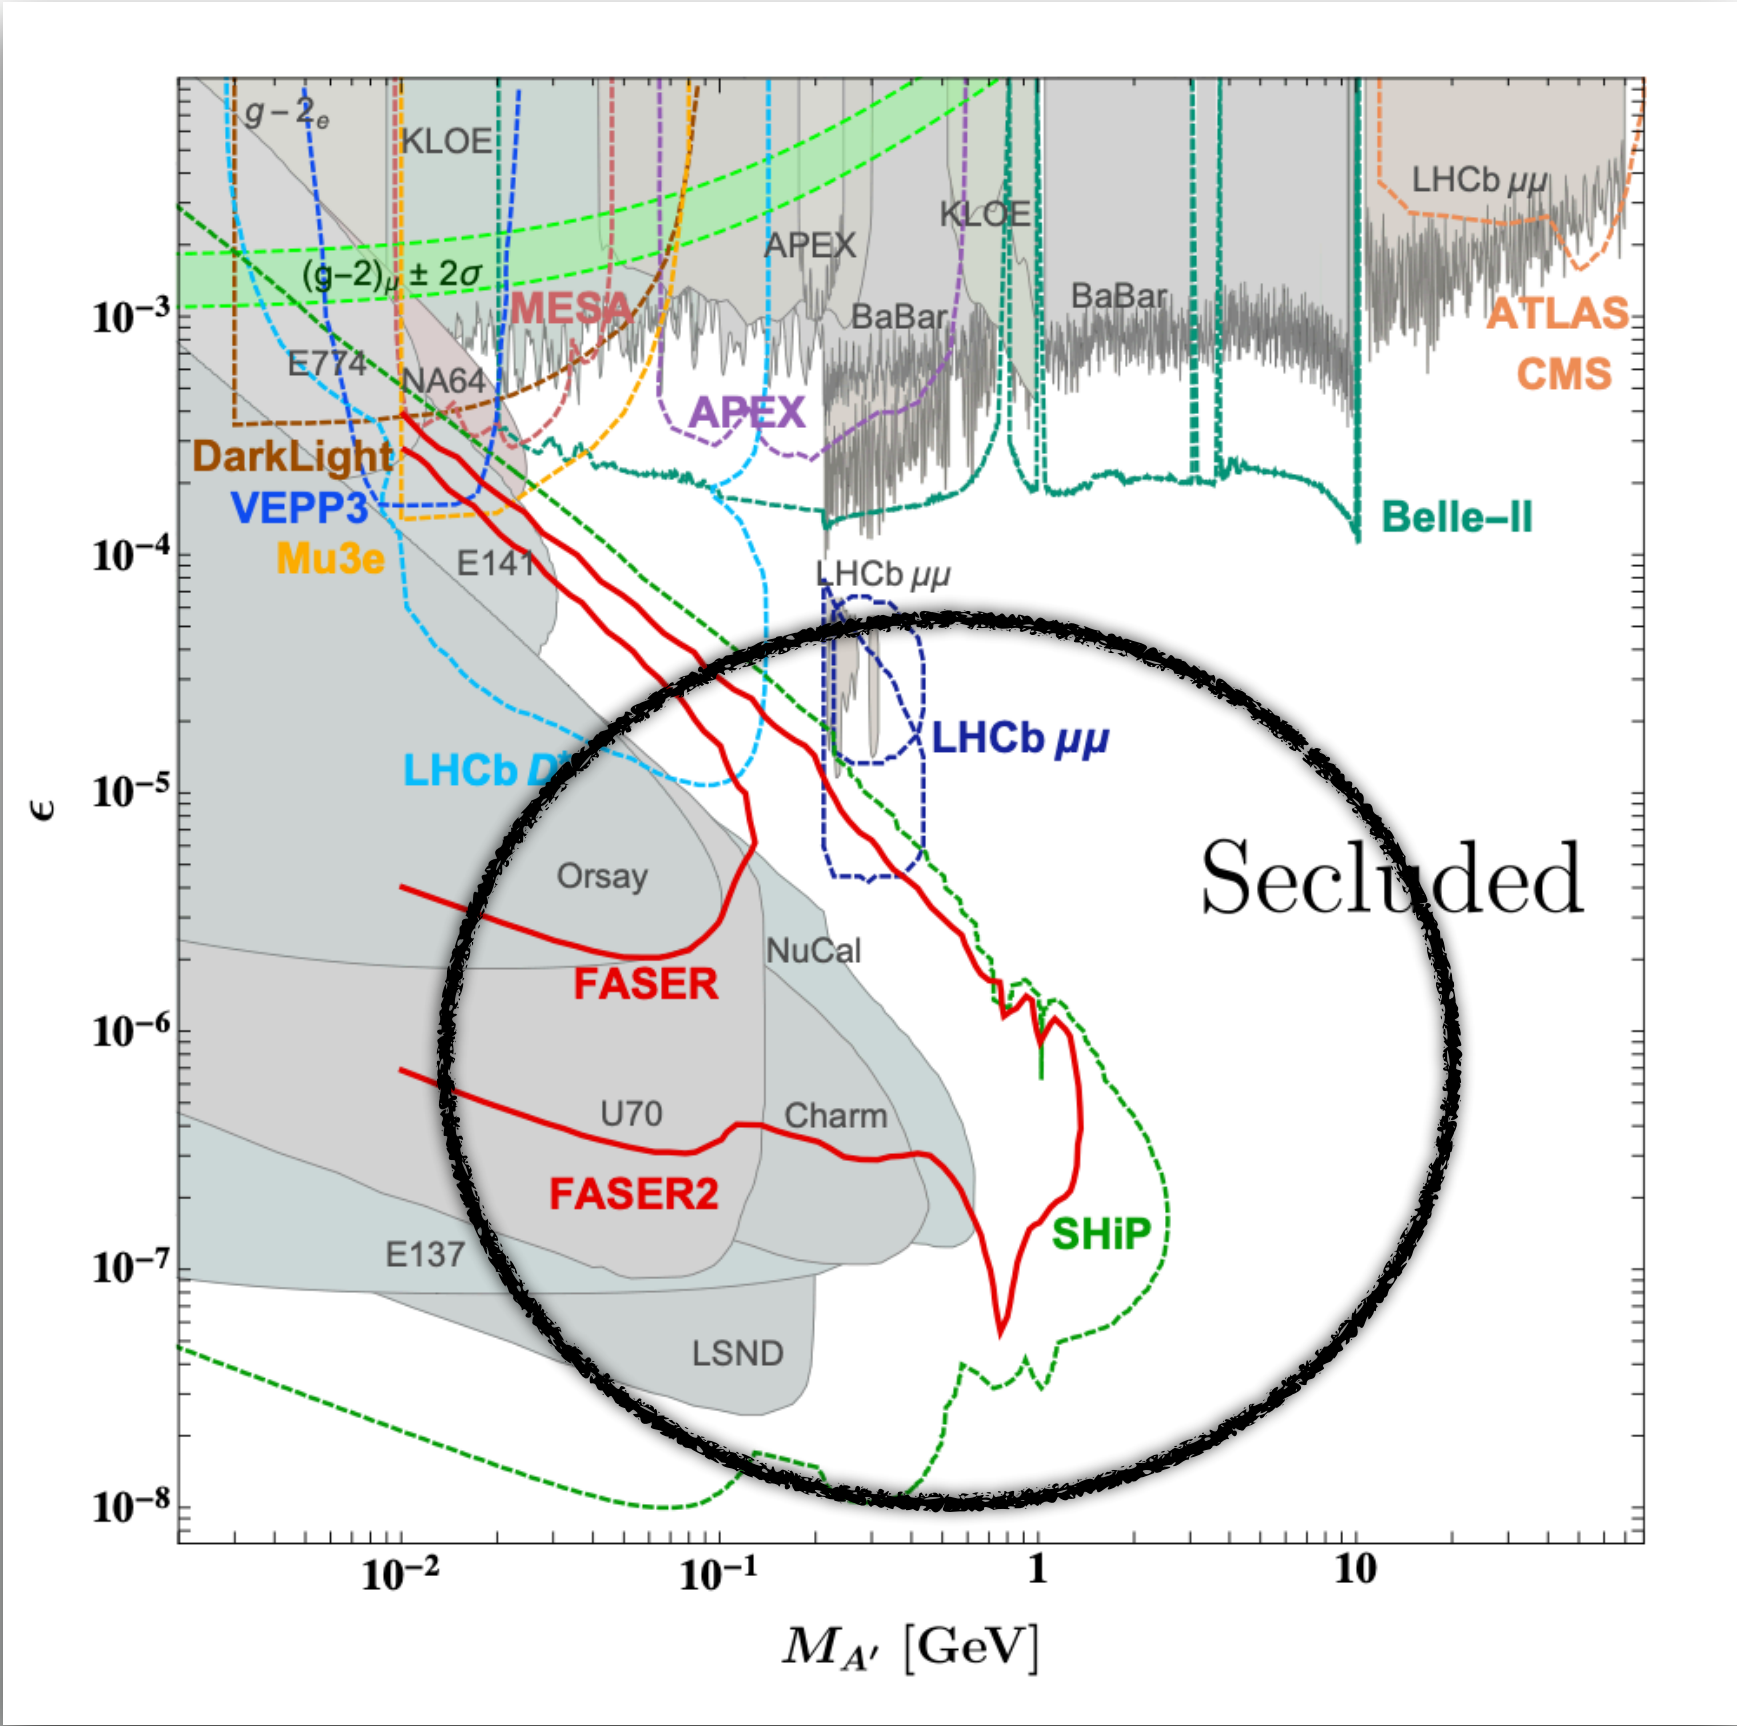 g−2e
KLOE
LHCb μμ
KLOE
APEX
(g−2)μ ± 2σ
MESA
BaBar
BaBar
ATLAS
CMS
10−3
E774
NA64
APEX
DarkLight
VEPP3
Belle−II
Mu3e
10−4
E141
LHCb μμ
LHCb μμ
LHCb D*
10−5
ϵ
Orsay
Secluded
NuCal
FASER
10−6
U70
Charm
FASER2
SHiP
E137
10−7
LSND
10−8
10−2
10−1
1
10
MA′ [GeV]